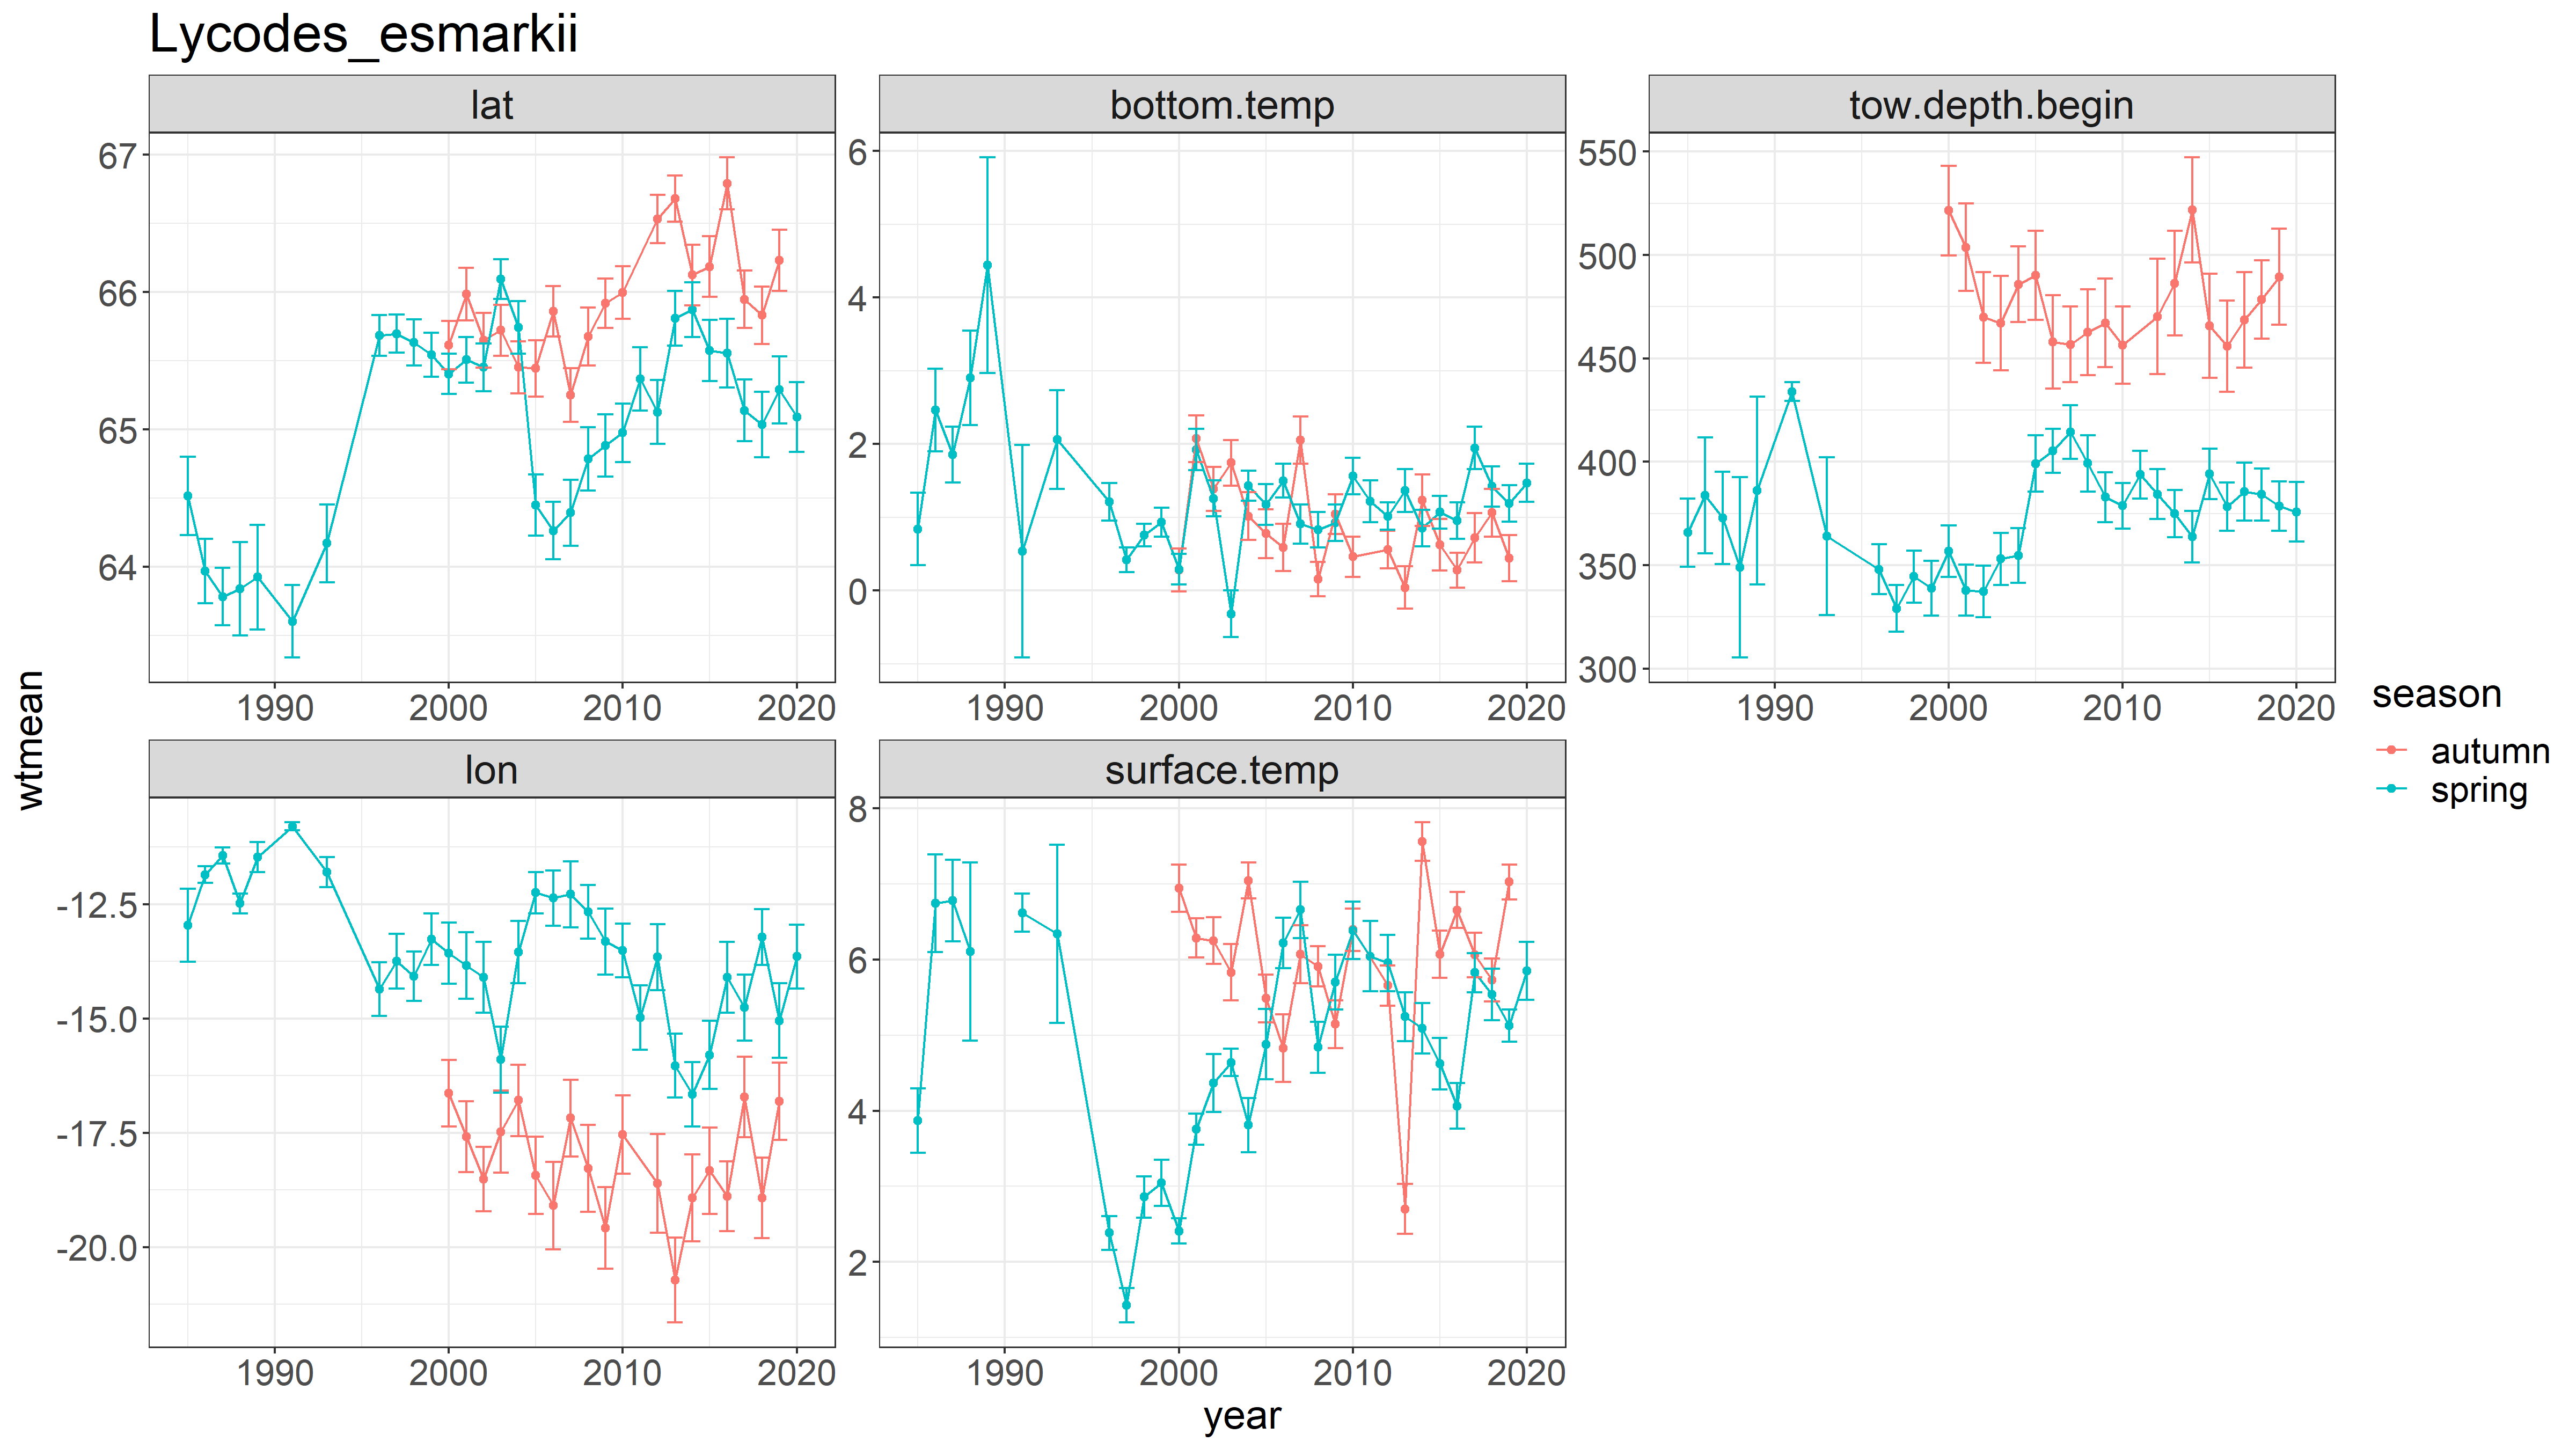 Lycodes_esmarkii
lat
bottom.temp
tow.depth.begin
67
66
65
64
6
4
2
0
550
500
450
400
350
300
1990 2000 2010 2020
1990 2000 2010 2020
1990 2000 2010 2020
lon
surface.temp
-12.5
-15.0
-17.5
-20.0
8
6
4
2
1990 2000 2010 2020
1990 2000 2010 2020
wtmean
year
season
autumn
spring